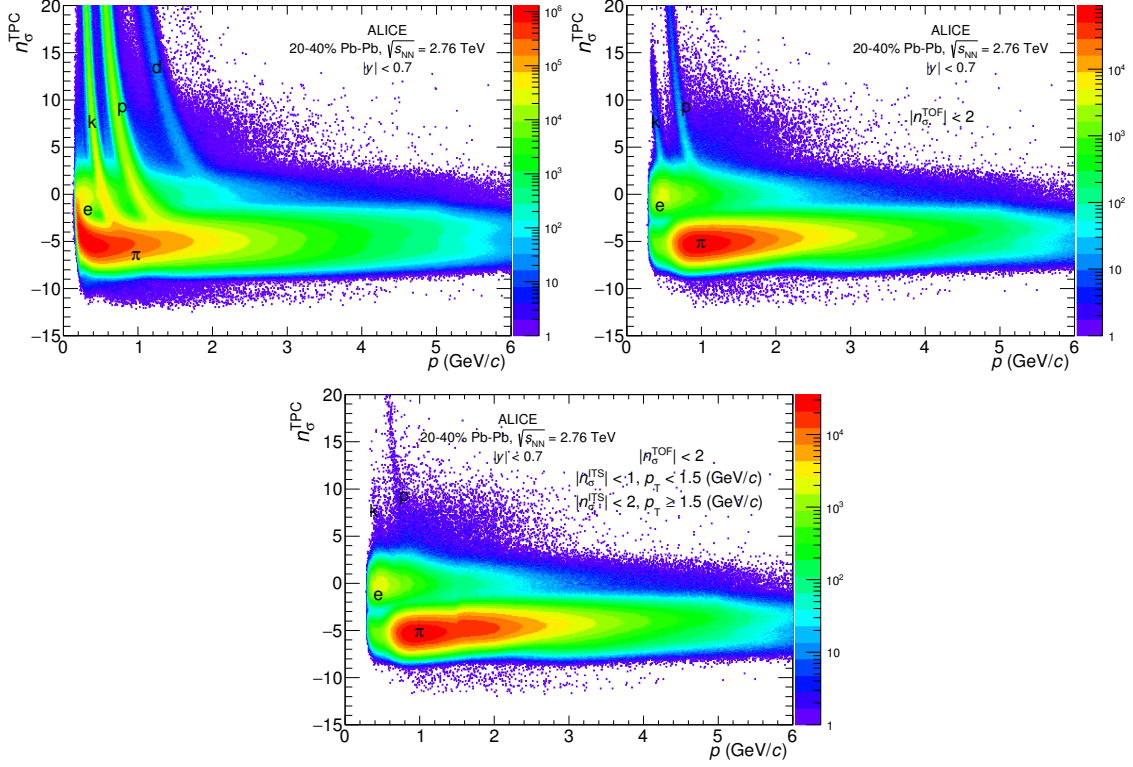 20
15
10
5
0
−5
−10
−15
n_σ^TPC
ALICE
20-40% Pb-Pb, √s_NN = 2.76 TeV
|y| < 0.7
k
p
d
e
π
0 1 2 3 4 5 6
p (GeV/c)
10^6
10^5
10^4
10^3
10^2
10
1
20
15
10
5
0
−5
−10
−15
n_σ^TPC
ALICE
20-40% Pb-Pb, √s_NN = 2.76 TeV
|y| < 0.7
|n_σ^TOF| < 2
k
p
e
π
0 1 2 3 4 5 6
p (GeV/c)
10^4
10^3
10^2
10
1
20
15
10
5
0
−5
−10
−15
n_σ^TPC
ALICE
20-40% Pb-Pb, √s_NN = 2.76 TeV
|y| < 0.7
|n_σ^TOF| < 2
|n_σ^ITS| < 1, p_T < 1.5 (GeV/c)
|n_σ^ITS| < 2, p_T ≥ 1.5 (GeV/c)
k
p
e
π
0 1 2 3 4 5 6
p (GeV/c)
10^4
10^3
10^2
10
1